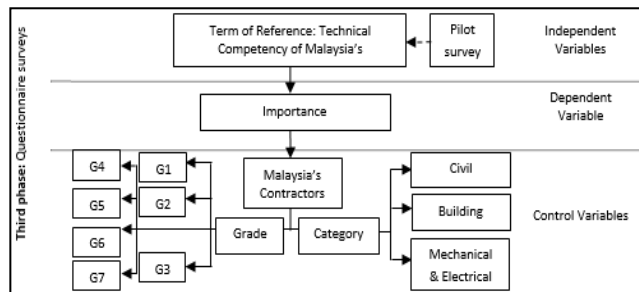 Third phase: Questionnaire surveys
Term of Reference: Technical
Competency of Malaysia's
Pilot
survey
Independent
Variables
Importance
Dependent
Variable
Malaysia's
Contractors
G4
G1
G5
G2
G6
G7
G3
Grade
Category
Civil
Building
Mechanical
& Electrical
Control Variables